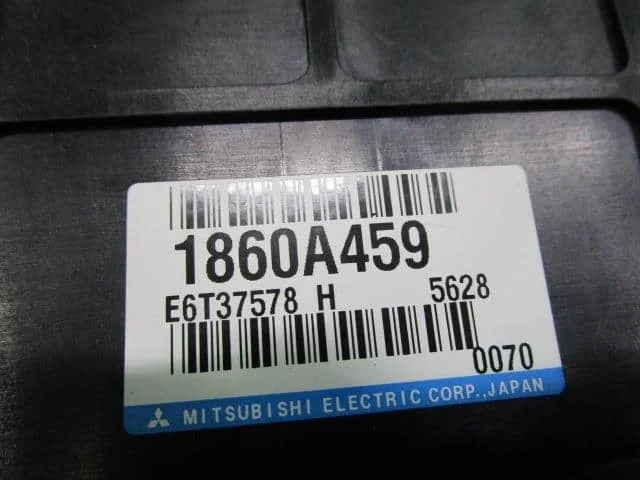 1860A459
E6T37578 H 5628
0070
MITSUBISHI ELECTRIC CORP.,JAPAN